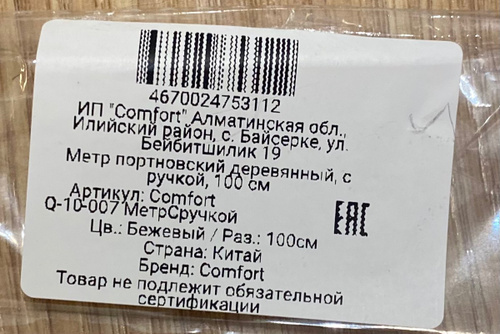 4670024753112
ИП "Comfort" Алматинская обл.,
Илийский район, с. Байсерке, ул.
Бейбитшилик 19
Метр портновский деревянный, с
ручкой, 100 см
Артикул: Comfort
Q-10-007 МетрСручкой
EAC
Цв.: Бежевый / Раз.: 100см
Страна: Китай
Бренд: Comfort
Товар не подлежит обязательной
сертификации